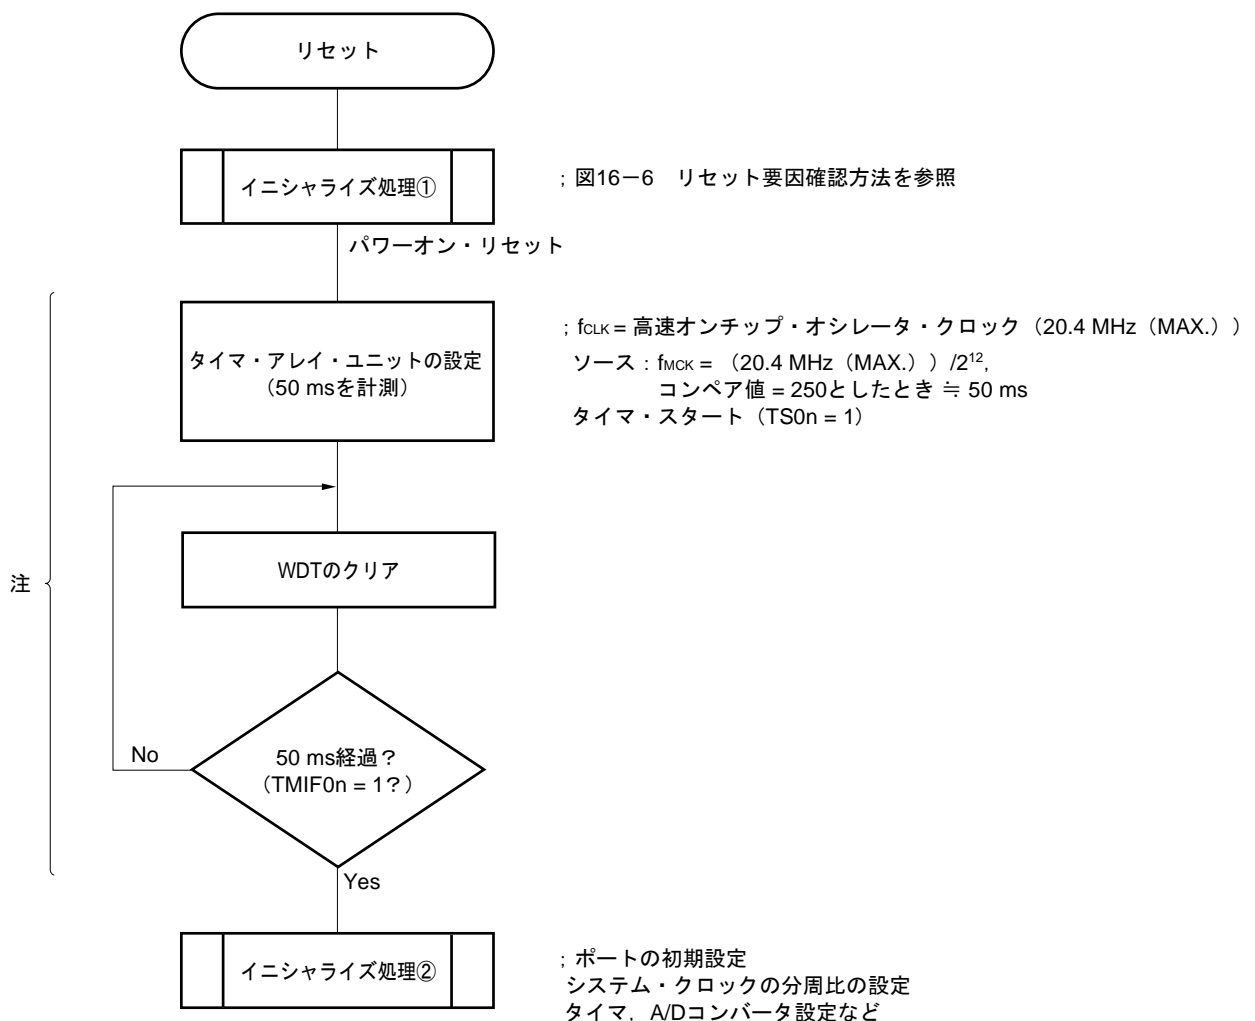 リセット
イニシャライズ処理①
; 図16-6 リセット要因確認方法を参照
パワーオン・リセット
タイマ・アレイ・ユニットの設定
(50 msを計測)
; fCLK = 高速オンチップ・オシレータ・クロック(20.4 MHz(MAX.))
ソース : fMCK = (20.4 MHz(MAX.))/2¹²,
コンペア値 = 250としたとき ≒ 50 ms
タイマ・スタート(TS0n = 1)
WDTのクリア
注
No
50 ms経過?
(TMIF0n = 1?)
Yes
イニシャライズ処理②
; ポートの初期設定
システム・クロックの分周比の設定
タイマ,A/Dコンバータ設定など